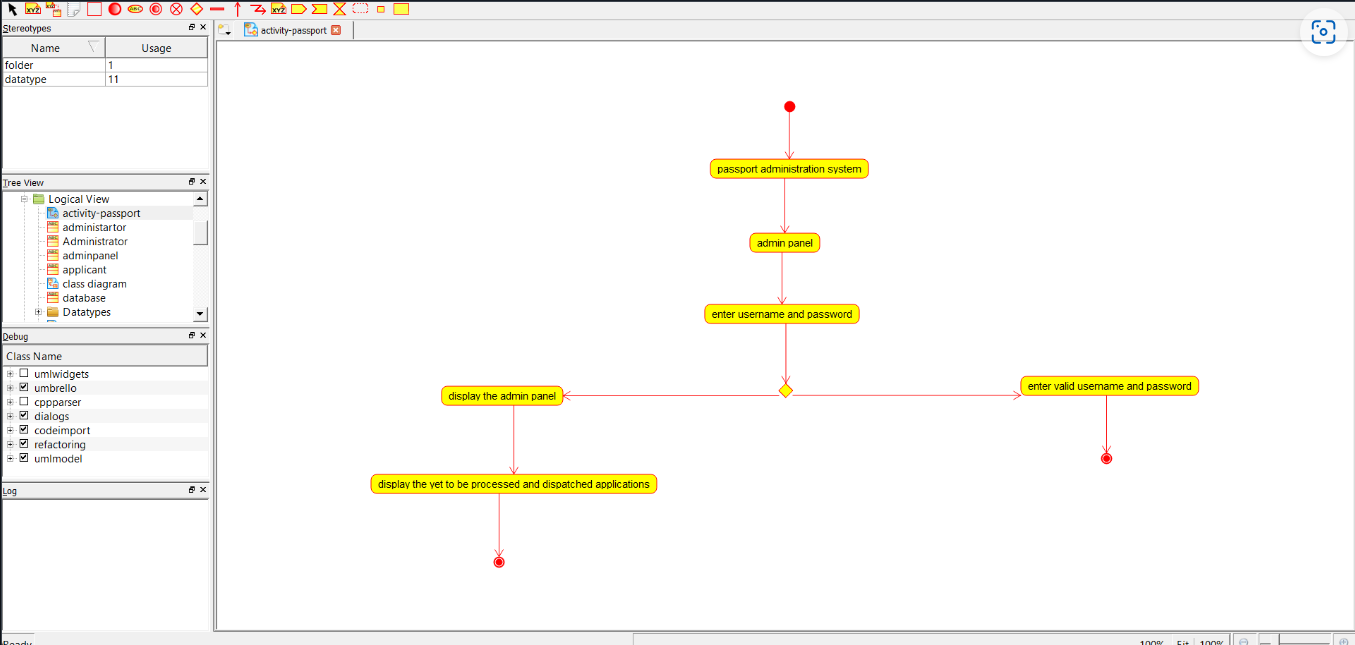 XYZ
ABC
XYZ
Stereotypes
activity-passport
Name Usage
folder 1
datatype 11
passport administration system
Tree View
Logical View
activity-passport
administartor
Administrator
adminpanel
applicant
class diagram
database
Datatypes
admin panel
enter username and password
Debug
Class Name
umlwidgets
umbrello
cppparser
dialogs
codeimport
refactoring
umlmodel
display the admin panel
enter valid username and password
display the yet to be processed and dispatched applications
Log
Ready
100% Fit 100%